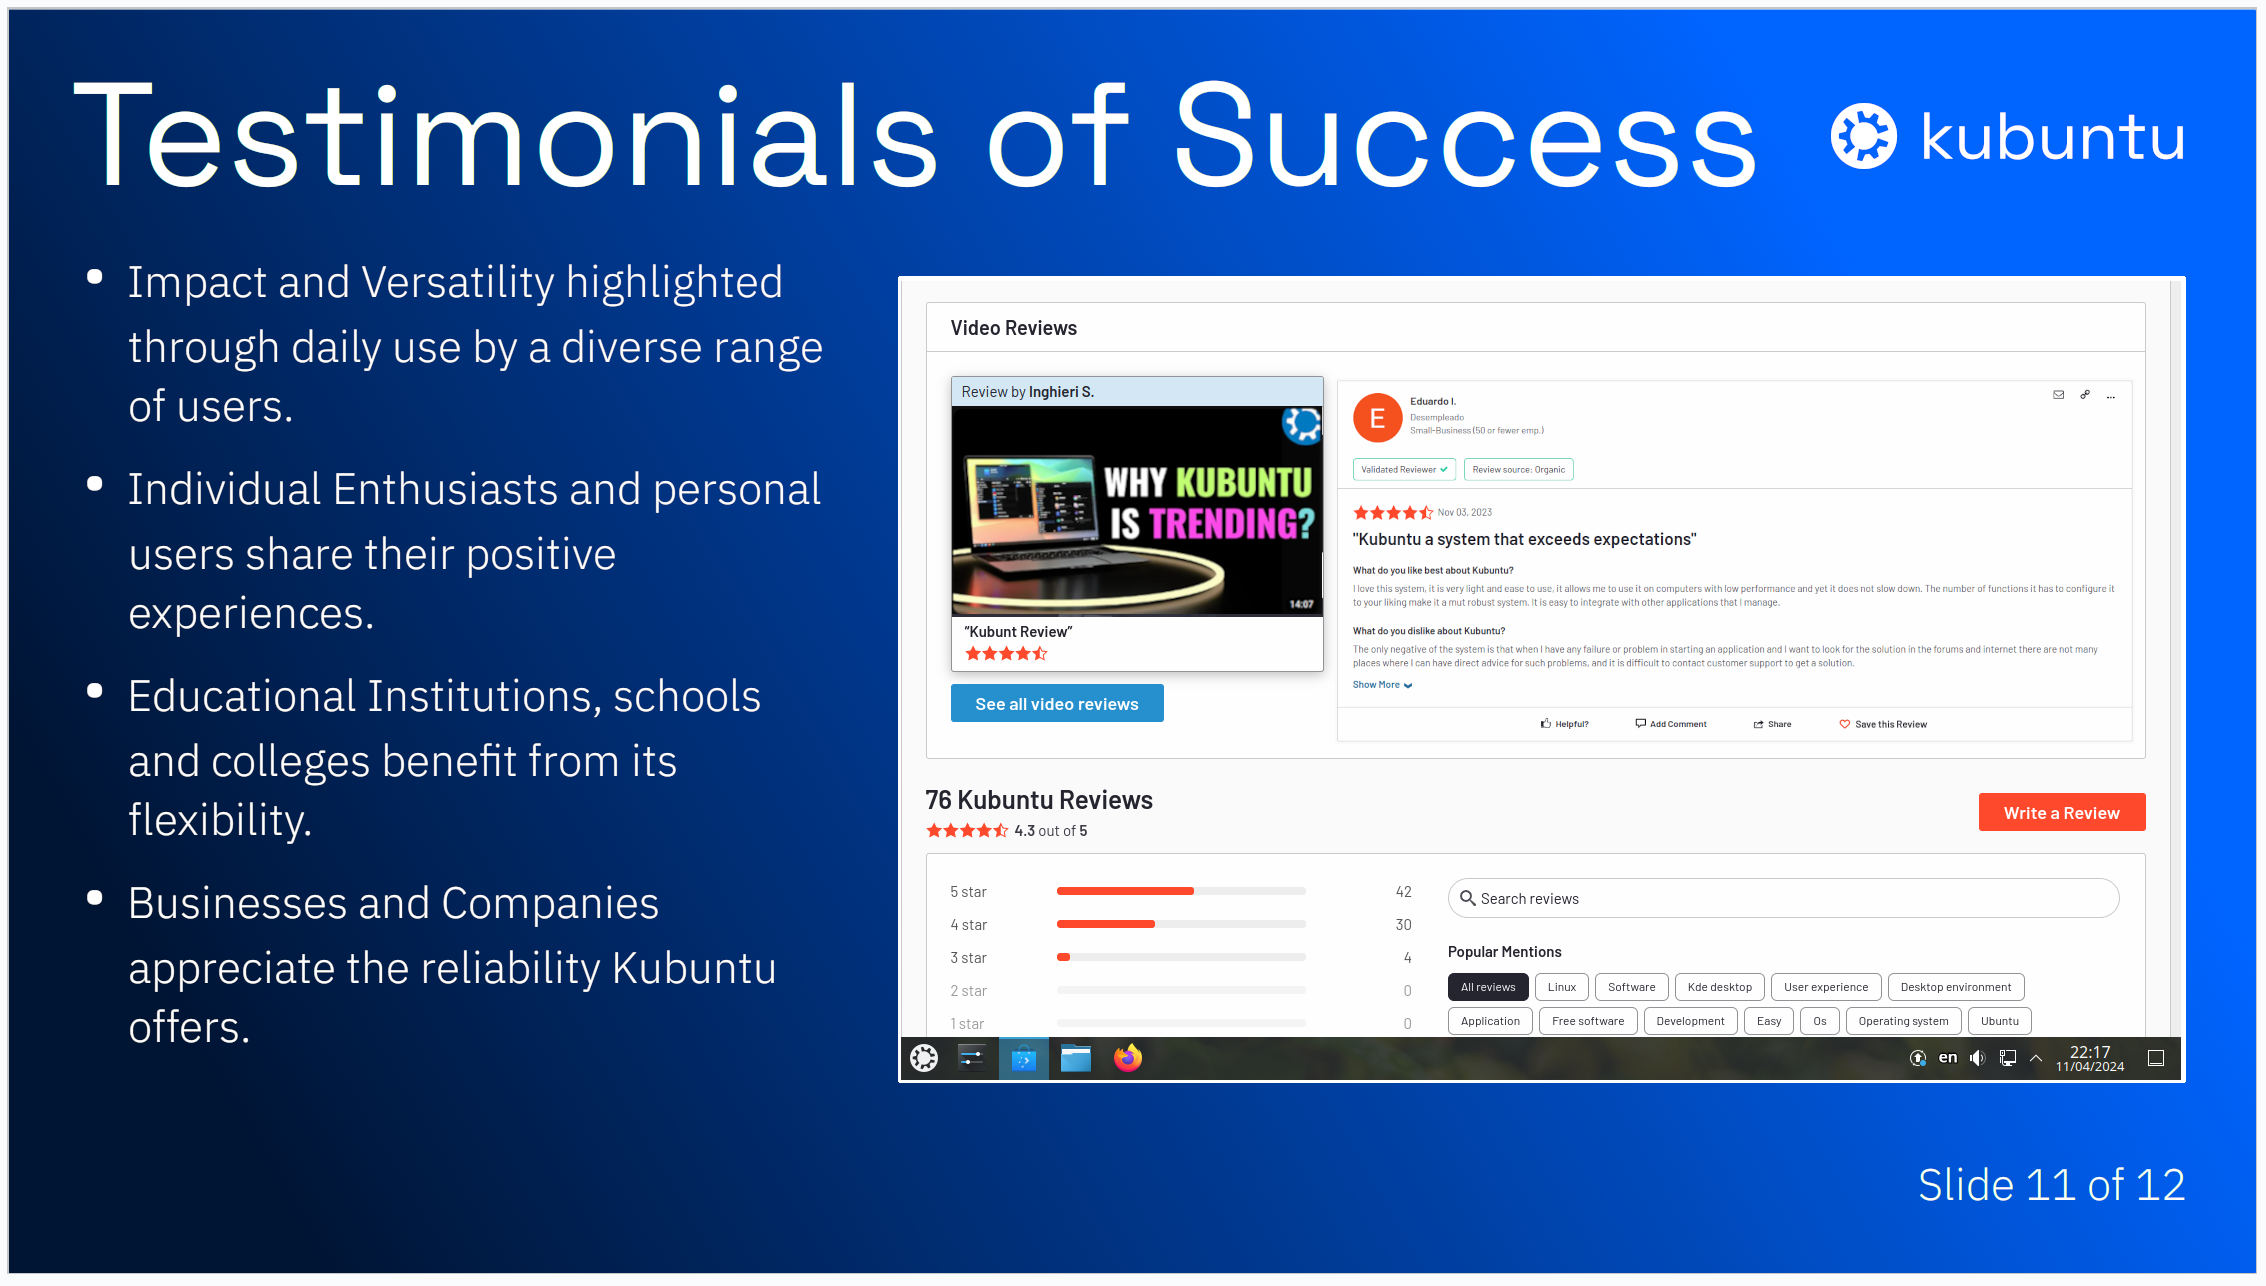 Testimonials of Success
kubuntu
• Impact and Versatility highlighted
through daily use by a diverse range
of users.
• Individual Enthusiasts and personal
users share their positive
experiences.
• Educational Institutions, schools
and colleges benefit from its
flexibility.
• Businesses and Companies
appreciate the reliability Kubuntu
offers.
Video Reviews
Review by Inghieri S.
WHY KUBUNTU
IS TRENDING?
14:07
"Kubunt Review"
See all video reviews
E
Eduardo I.
Desempleado
Small-Business (50 or fewer emp.)
Validated Reviewer
Review source: Organic
Nov 03, 2023
"Kubuntu a system that exceeds expectations"
What do you like best about Kubuntu?
I love this system, it is very light and ease to use, it allows me to use it on computers with low performance and yet it does not slow down. The number of functions it has to configure it
to your liking make it a mut robust system. It is easy to integrate with other applications that I manage.
What do you dislike about Kubuntu?
The only negative of the system is that when I have any failure or problem in starting an application and I want to look for the solution in the forums and internet there are not many
places where I can have direct advice for such problems, and it is difficult to contact customer support to get a solution.
Show More
Helpful? Add Comment Share Save this Review
76 Kubuntu Reviews
4.3 out of 5
Write a Review
5 star 42
4 star 30
3 star 4
2 star 0
1 star 0
Search reviews
Popular Mentions
All reviews Linux Software Kde desktop User experience Desktop environment
Application Free software Development Easy Os Operating system Ubuntu
en
22:17
11/04/2024
Slide 11 of 12